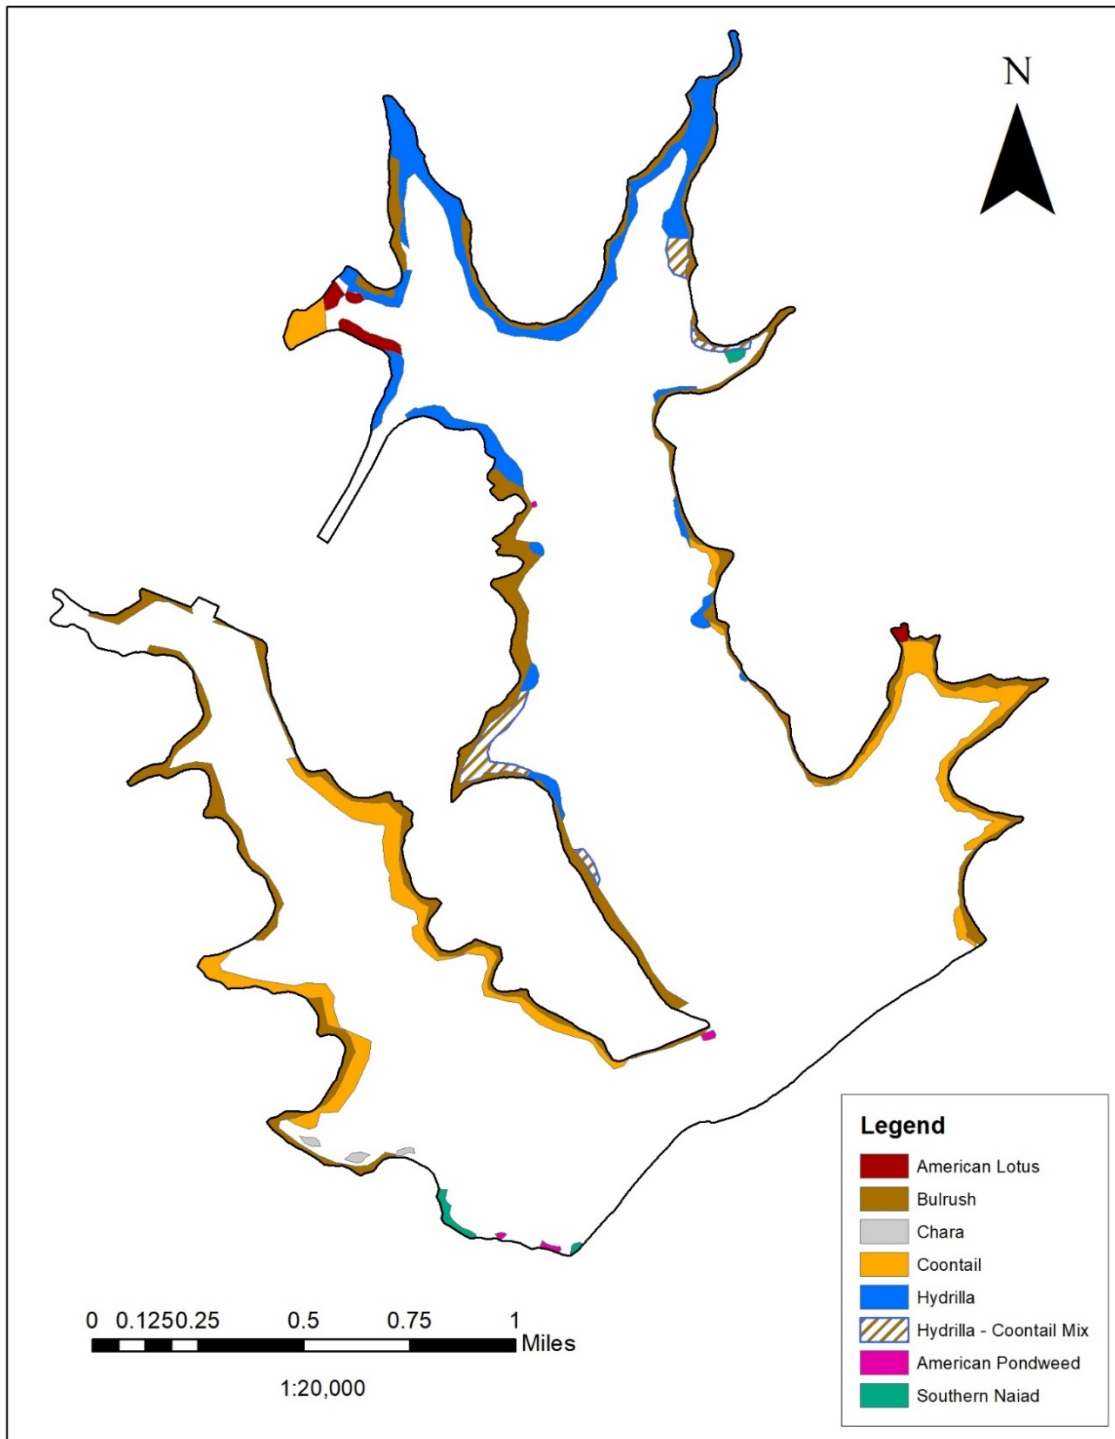 N
Legend
American Lotus
Bulrush
Chara
Coontail
Hydrilla
Hydrilla - Coontail Mix
American Pondweed
Southern Naiad
0 0.1250.25 0.5 0.75 1
Miles
1:20,000